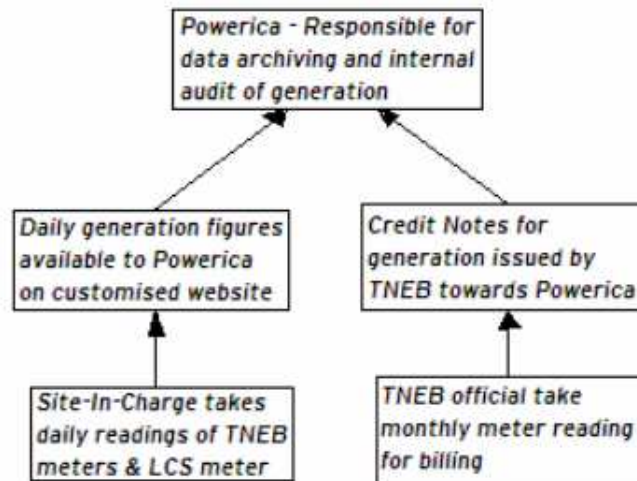 Powerica - Responsible for
data archiving and internal
audit of generation
Daily generation figures
available to Powerica
on customised website
Credit Notes for
generation issued by
TNEB towards Powerica
Site-In-Charge takes
daily readings of TNEB
meters & LCS meter
TNEB official take
monthly meter reading
for billing